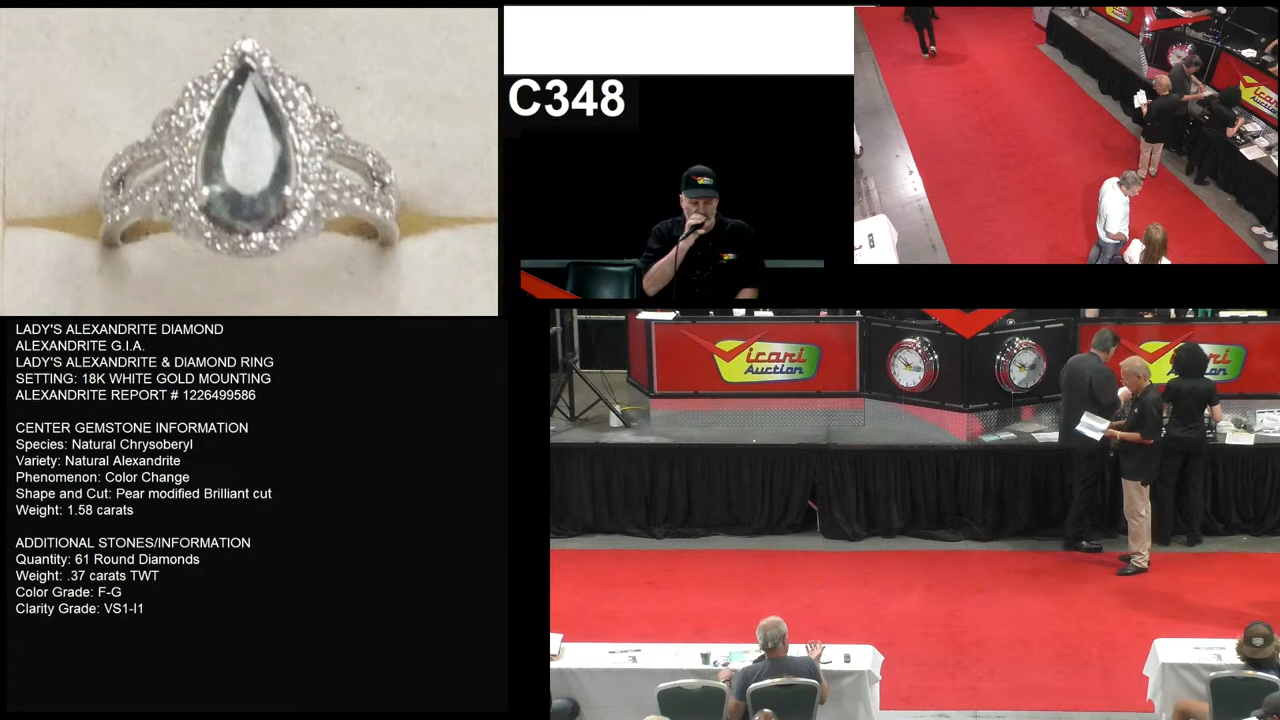 C348
LADY'S ALEXANDRITE DIAMOND
ALEXANDRITE G.I.A.
LADY'S ALEXANDRITE & DIAMOND RING
SETTING: 18K WHITE GOLD MOUNTING
ALEXANDRITE REPORT # 1226499586
CENTER GEMSTONE INFORMATION
Species: Natural Chrysoberyl
Variety: Natural Alexandrite
Phenomenon: Color Change
Shape and Cut: Pear modified Brilliant cut
Weight: 1.58 carats
ADDITIONAL STONES/INFORMATION
Quantity: 61 Round Diamonds
Weight: .37 carats TWT
Color Grade: F-G
Clarity Grade: VS1-I1
Vicari
Auction
Vicari
Auction